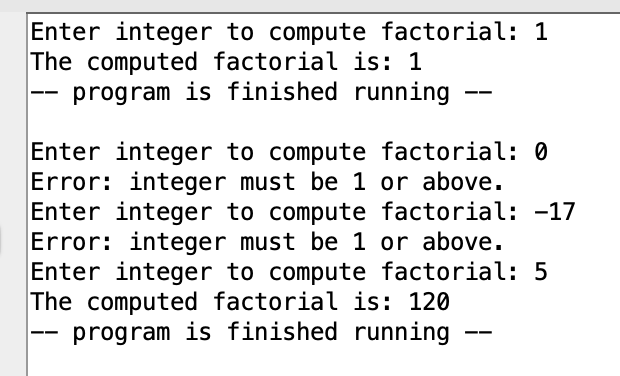 Enter integer to compute factorial: 1
The computed factorial is: 1
-- program is finished running --
Enter integer to compute factorial: 0
Error: integer must be 1 or above.
Enter integer to compute factorial: -17
Error: integer must be 1 or above.
Enter integer to compute factorial: 5
The computed factorial is: 120
-- program is finished running --